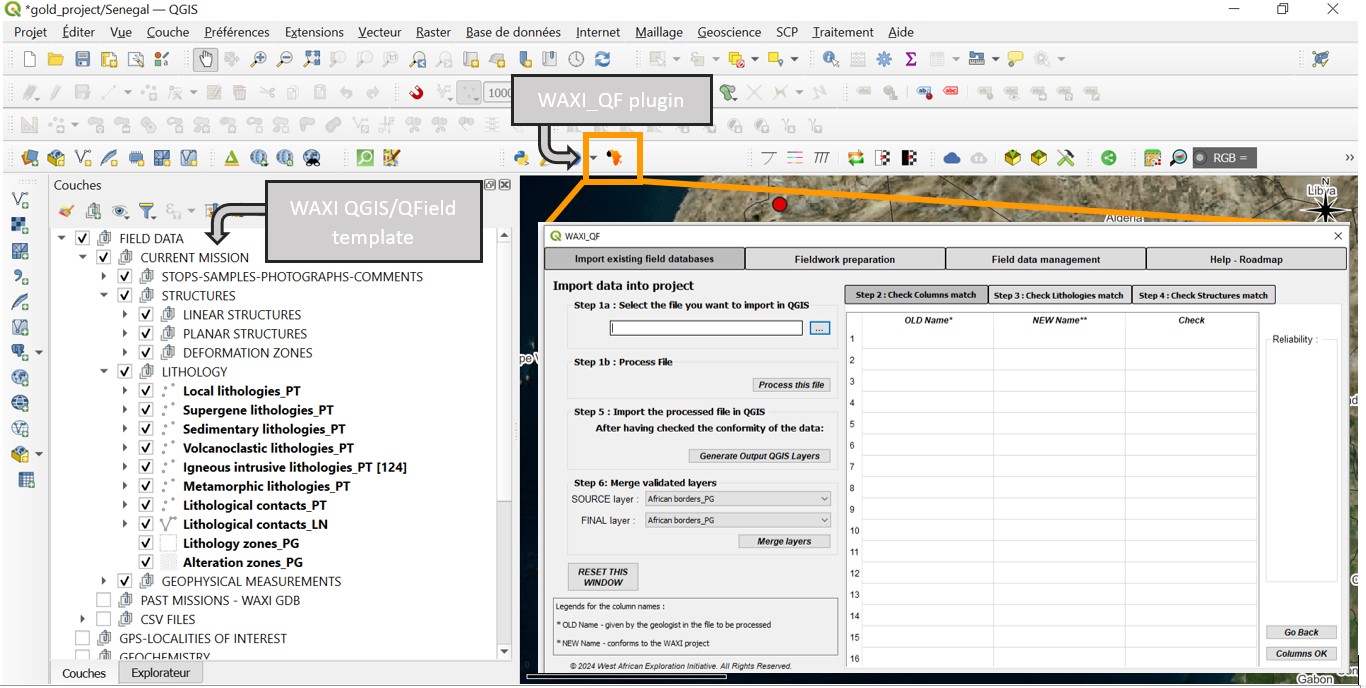 *gold_project/Senegal — QGIS
Projet Éditer Vue Couche Préférences Extensions Vecteur Raster Base de données Internet Maillage Geoscience SCP Traitement Aide
WAXI_QF plugin
RGB =
Couches
WAXI QGIS/QField
template
FIELD DATA
CURRENT MISSION
STOPS-SAMPLES-PHOTOGRAPHS-COMMENTS
STRUCTURES
LINEAR STRUCTURES
PLANAR STRUCTURES
DEFORMATION ZONES
LITHOLOGY
Local lithologies_PT
Supergene lithologies_PT
Sedimentary lithologies_PT
Volcanoclastic lithologies_PT
Igneous intrusive lithologies_PT [124]
Metamorphic lithologies_PT
Lithological contacts_PT
Lithological contacts_LN
Lithology zones_PG
Alteration zones_PG
GEOPHYSICAL MEASUREMENTS
PAST MISSIONS - WAXI GDB
CSV FILES
GPS-LOCALITIES OF INTEREST
GEOCHEMISTRY
Couches Explorateur
N
Libya
Algeria
WAXI_QF
Import existing field databases Fieldwork preparation Field data management Help - Roadmap
Import data into project
Step 1a : Select the file you want to import in QGIS
...
Step 1b : Process File
Process this file
Step 5 : Import the processed file in QGIS
After having checked the conformity of the data:
Generate Output QGIS Layers
Step 6: Merge validated layers
SOURCE layer : African borders_PG
FINAL layer : African borders_PG
Merge layers
RESET THIS
WINDOW
Legends for the column names :
* OLD Name - given by the geologist in the file to be processed
* NEW Name - conforms to the WAXI project
© 2024 West African Exploration Initiative. All Rights Reserved.
Step 2 : Check Columns match Step 3 : Check Lithologies match Step 4 : Check Structures match
OLD Name* NEW Name** Check
1
2
3
4
5
6
7
8
9
10
11
12
13
14
15
16
Reliability :
Go Back
Columns OK
Gabon